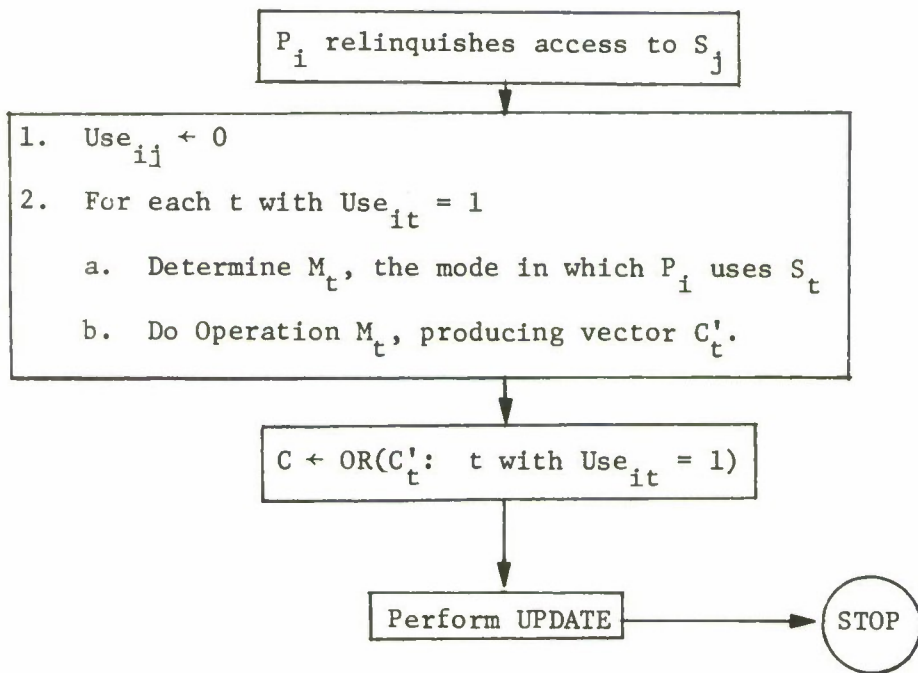 P_i relinquishes access to S_j
1. Use_ij ← 0
2. For each t with Use_it = 1
a. Determine M_t, the mode in which P_i uses S_t
b. Do Operation M_t, producing vector C'_t.
C ← OR(C'_t: t with Use_it = 1)
Perform UPDATE
STOP